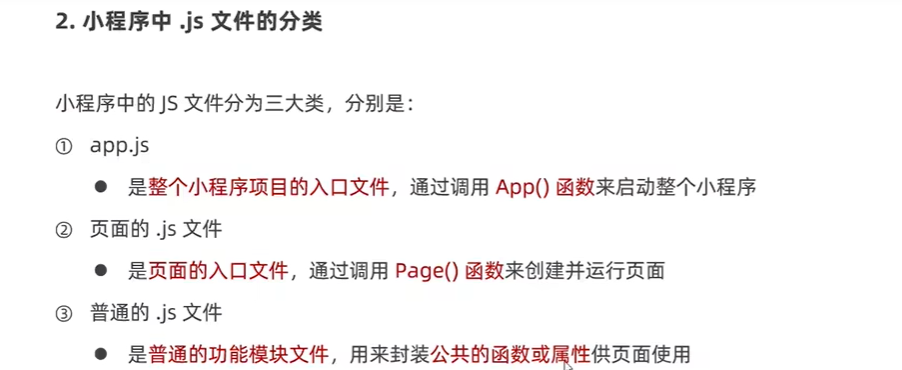 2. 小程序中 .js 文件的分类
小程序中的 JS 文件分为三大类，分别是：
① app.js
● 是整个小程序项目的入口文件，通过调用 App() 函数来启动整个小程序
② 页面的 .js 文件
● 是页面的入口文件，通过调用 Page() 函数来创建并运行页面
③ 普通的 .js 文件
● 是普通的功能模块文件，用来封装公共的函数或属性供页面使用